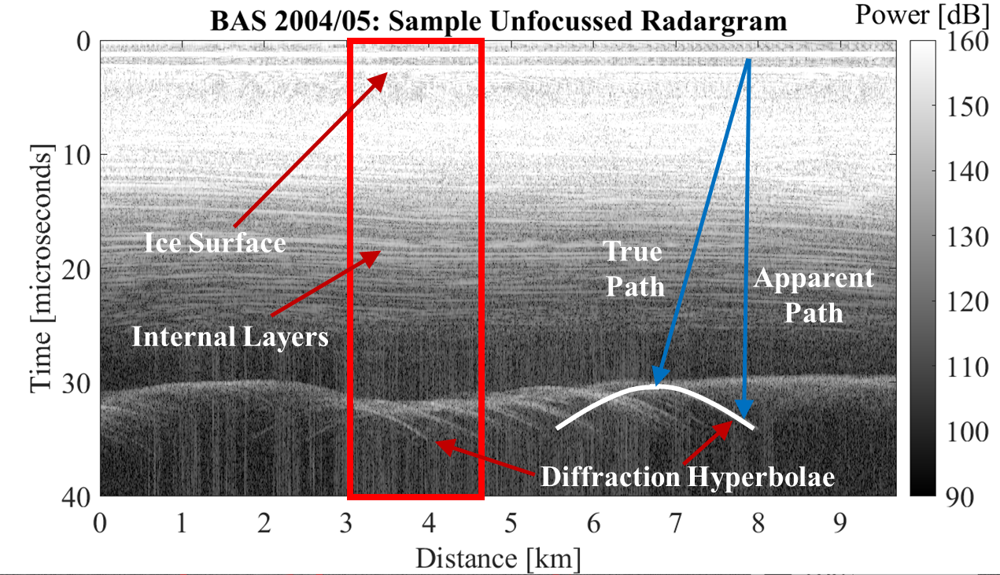 BAS 2004/05: Sample Unfocussed Radargram
Power [dB]
Time [microseconds]
0
10
20
30
40
Ice Surface
Internal Layers
True
Path
Apparent
Path
Diffraction Hyperbolae
160
150
140
130
120
110
100
90
0 1 2 3 4 5 6 7 8 9
Distance [km]